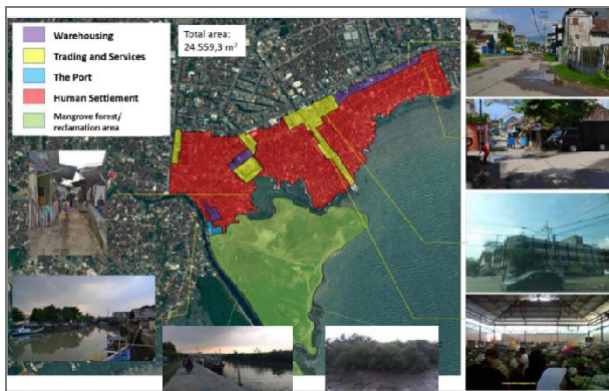 Warehousing
Trading and Services
The Port
Human Settlement
Mangrove forest/
reclamation area
Total area:
24.559,3 m²